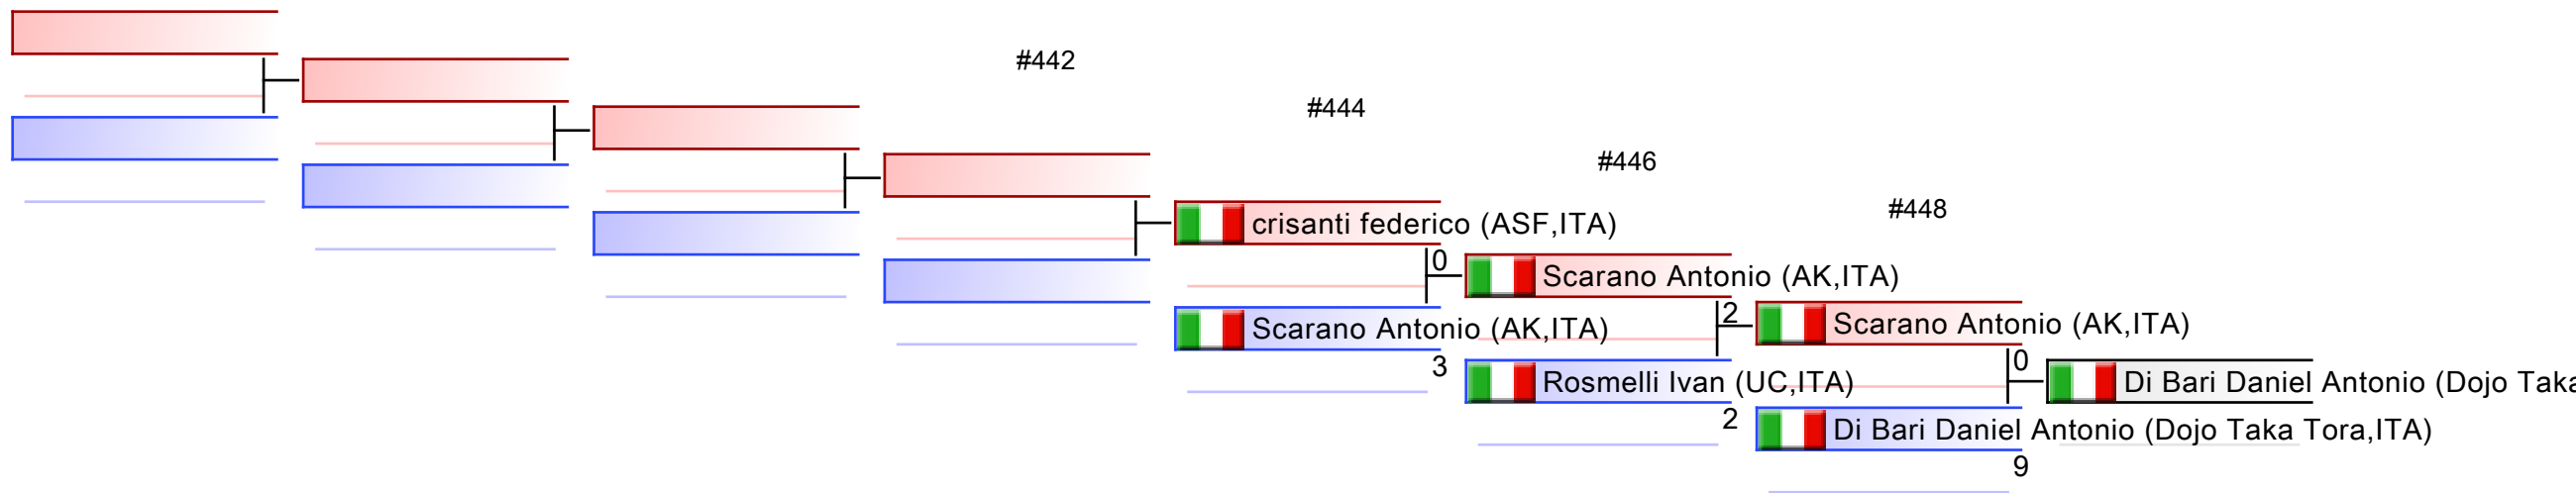 #442
#444
#446
#448
crisanti federico (ASF,ITA)
0
Scarano Antonio (AK,ITA)
3
Scarano Antonio (AK,ITA)
2
Rosmelli Ivan (UC,ITA)
2
Scarano Antonio (AK,ITA)
0
Di Bari Daniel Antonio (Dojo Taka Tora,ITA)
9
Di Bari Daniel Antonio (Dojo Taka